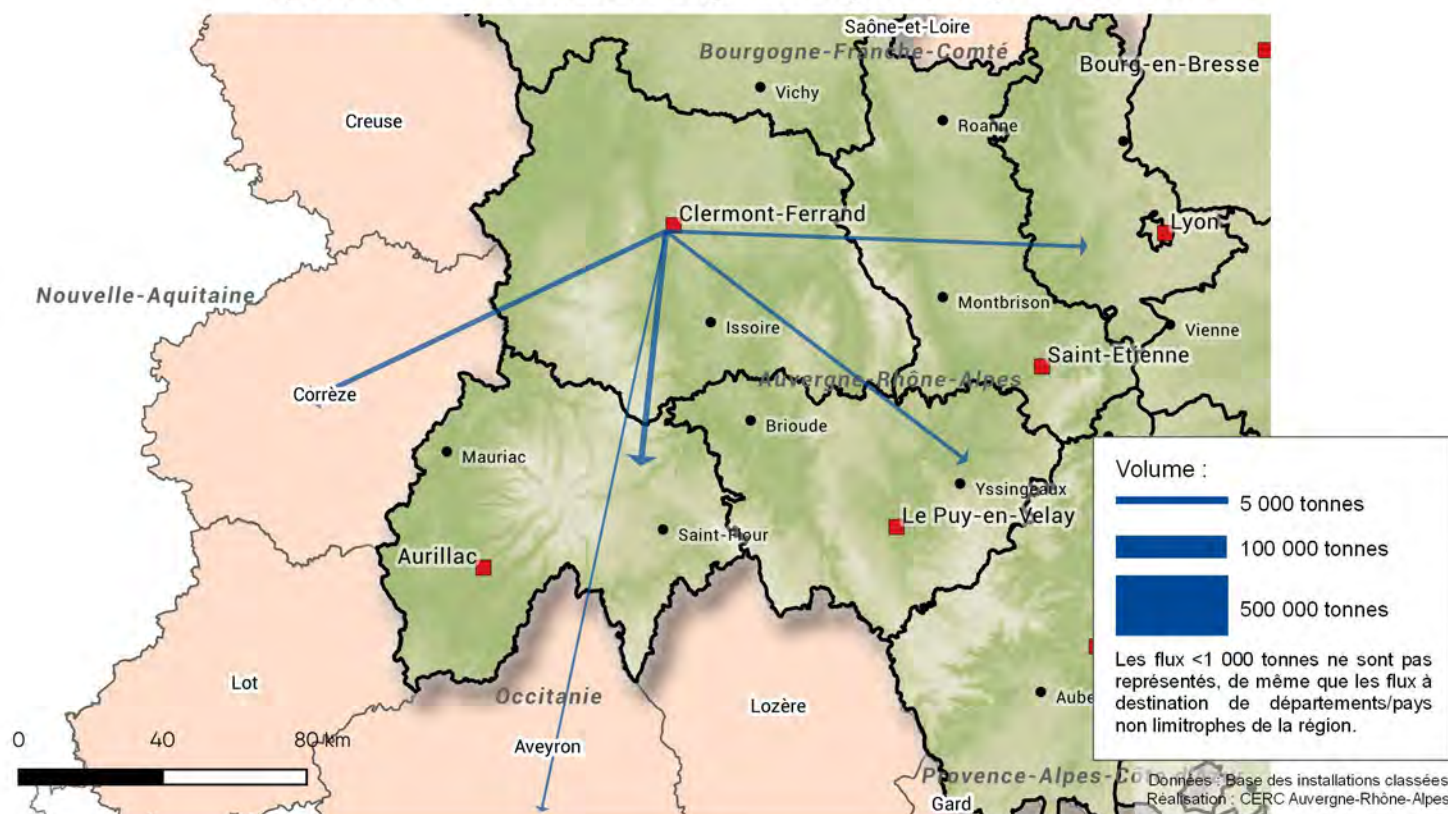 Saône-et-Loire
Bourgogne-Franche-Comté
Bourg-en-Bresse
Vichy
Creuse
Roanne
Clermont-Ferrand
Lyon
Nouvelle-Aquitaine
Montbrison
Issoire
Vienne
Saint-Etienne
Auvergne-Rhône-Alpes
Corrèze
Brioude
Mauriac
Yssingeaux
Le Puy-en-Velay
Saint-Flour
Aurillac
Volume :
5 000 tonnes
100 000 tonnes
500 000 tonnes
Les flux <1 000 tonnes ne sont pas
représentés, de même que les flux à
destination de départements/pays
non limitrophes de la région.
Lot
Occitanie
Lozère
Aube
0 40 80 km
Aveyron
Provence-Alpes-Côte
Gard
Données : Base des installations classées
Réalisation : CERC Auvergne-Rhône-Alpes